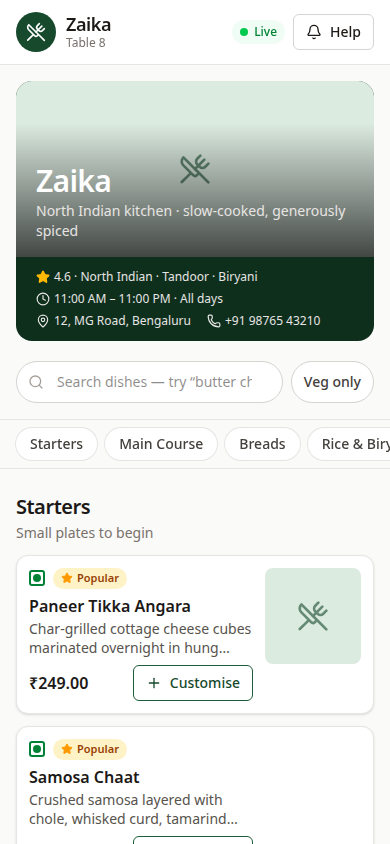 Zaika
Table 8
Live
Help
Zaika
North Indian kitchen · slow-cooked, generously
spiced
4.6 · North Indian · Tandoor · Biryani
11:00 AM – 11:00 PM · All days
12, MG Road, Bengaluru
+91 98765 43210
Search dishes — try “butter ch
Veg only
Starters
Main Course
Breads
Rice & Biry
Starters
Small plates to begin
Popular
Paneer Tikka Angara
Char-grilled cottage cheese cubes
marinated overnight in hung...
₹249.00
Customise
Popular
Samosa Chaat
Crushed samosa layered with
chole, whisked curd, tamarind...